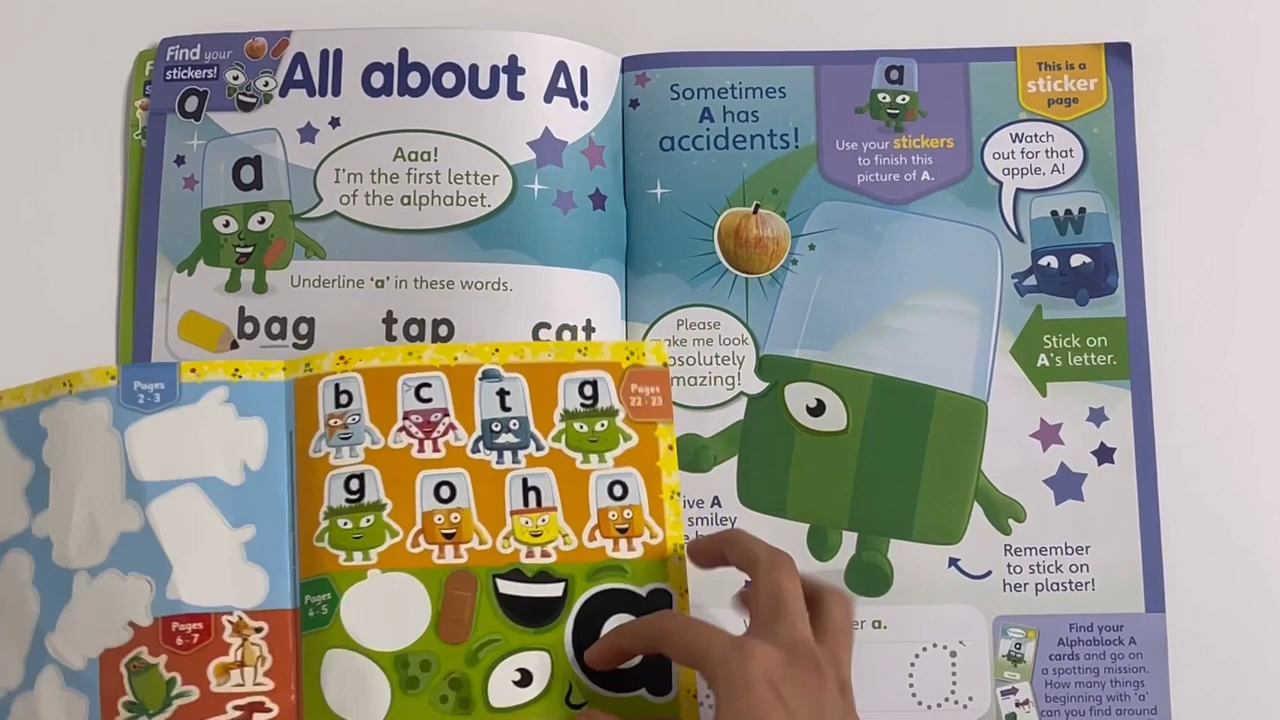 Find your
stickers!
a
All about A!
a
Aaa!
I'm the first letter
of the alphabet.
Underline 'a' in these words.
bag tap cat
Sometimes
A has
accidents!
a
Use your stickers
to finish this
picture of A.
This is a
sticker
page
Watch
out for that
apple, A!
w
Please
make me look
absolutely
amazing!
Stick on
A's letter.
A
smiley
Remember
to stick on
her plaster!
a.
a
Find your
Alphablock A
cards and go on
a spotting mission.
How many things
beginning with 'a'
can you find around
Pages
2 - 3
b c t g
Pages
22 - 23
g o h o
Pages
4 - 5
a
Pages
6 - 7